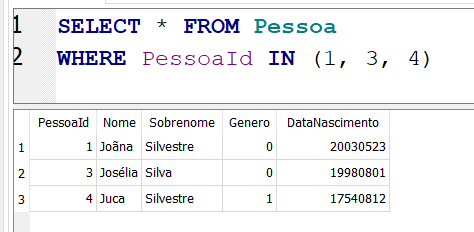 1 SELECT * FROM Pessoa
2 WHERE PessoaId IN (1, 3, 4)
PessoaId Nome Sobrenome Genero DataNascimento
1 1 Joãna Silvestre 0 20030523
2 3 Josélia Silva 0 19980801
3 4 Juca Silvestre 1 17540812